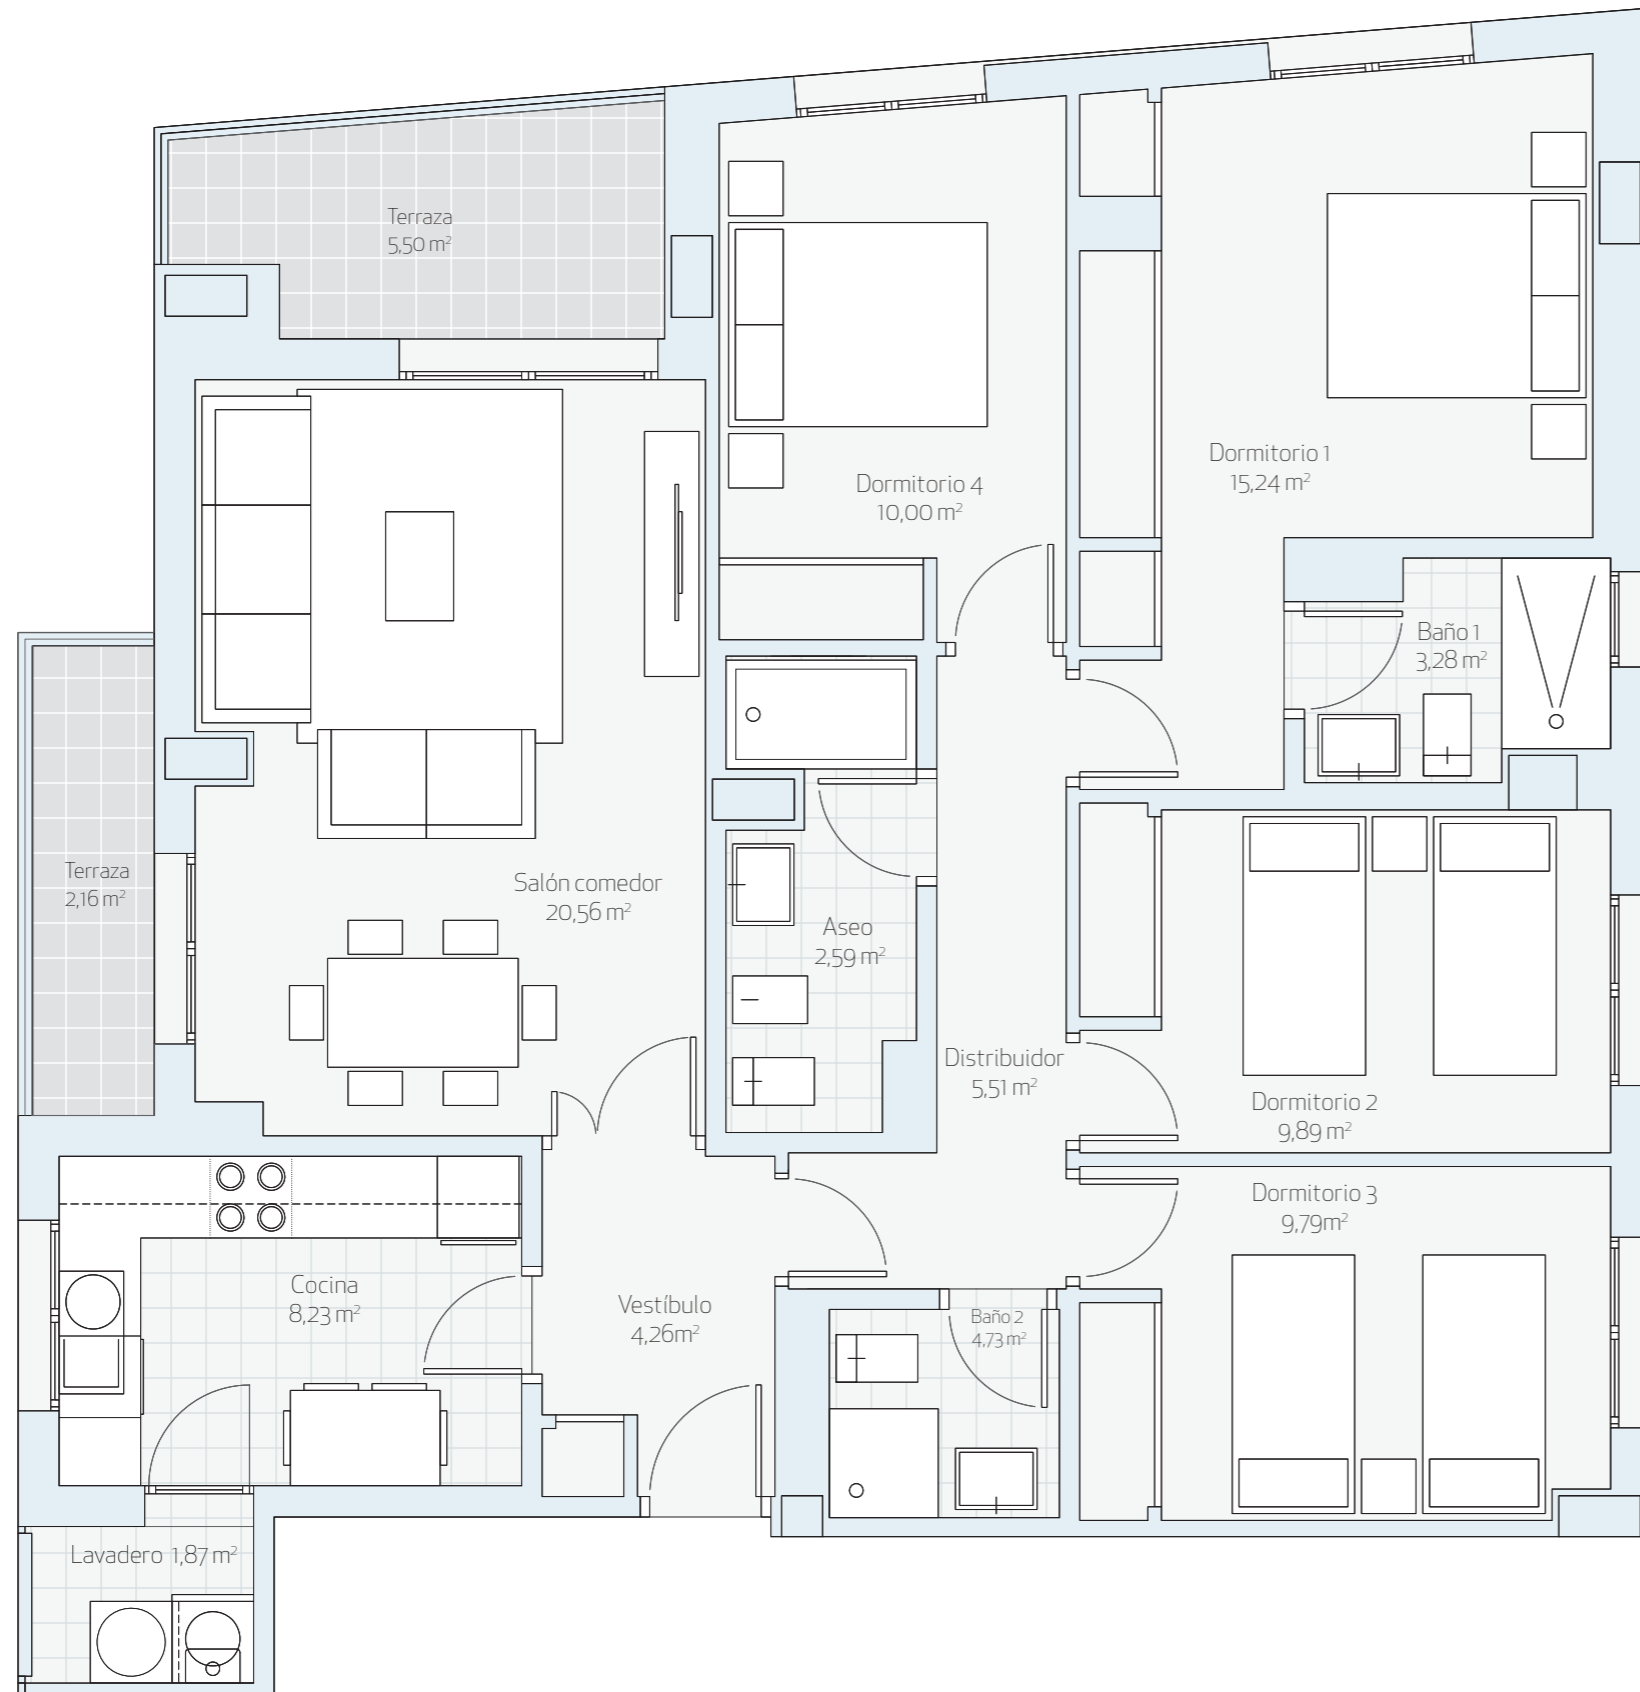 Terraza
5,50 m²
Dormitorio 1
15,24 m²
Dormitorio 4
10,00 m²
Baño 1
3,28 m²
Terraza
2,16 m²
Salón comedor
20,56 m²
Aseo
2,59 m²
Distribuidor
5,51 m²
Dormitorio 2
9,89 m²
Dormitorio 3
9,79m²
Cocina
8,23 m²
Vestíbulo
4,26m²
Baño 2
4,73 m²
Lavadero 1,87 m²